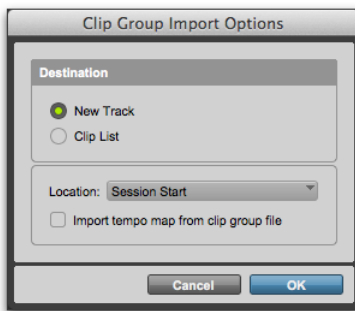 Clip Group Import Options
Destination
New Track
Clip List
Location: Session Start
Import tempo map from clip group file
Cancel OK